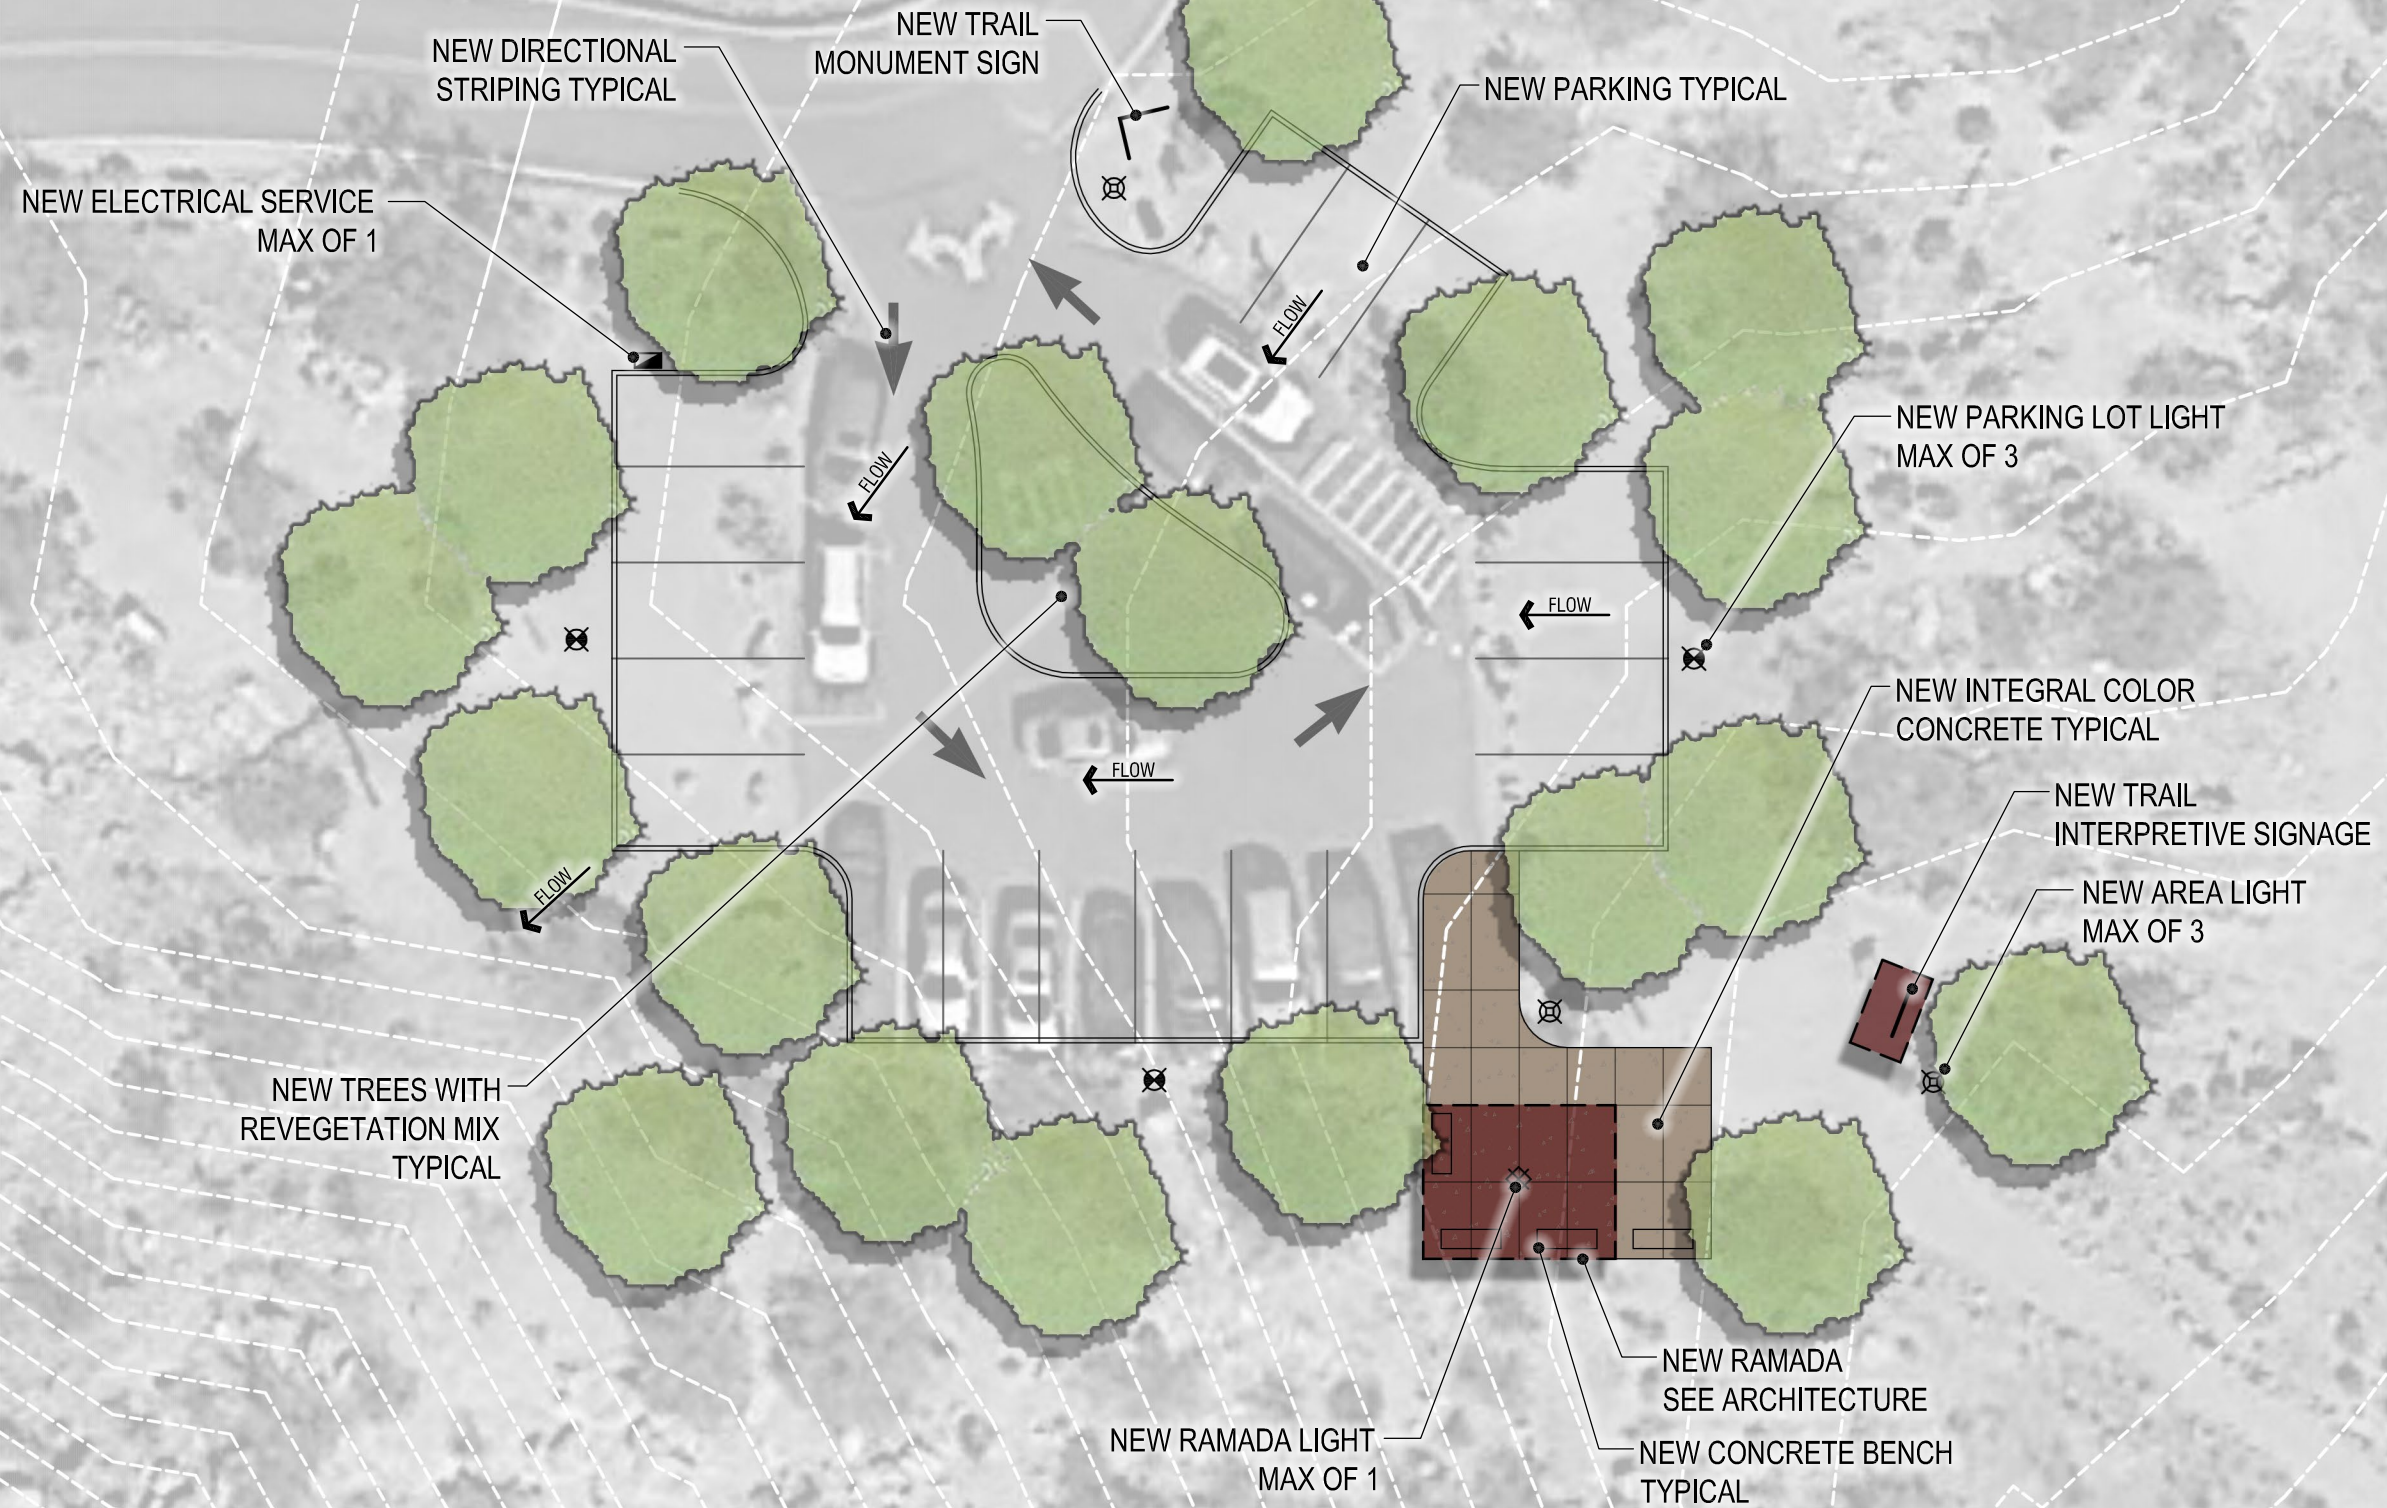 NEW TRAIL
MONUMENT SIGN
NEW DIRECTIONAL
STRIPING TYPICAL
NEW PARKING TYPICAL
NEW ELECTRICAL SERVICE
MAX OF 1
FLOW
NEW PARKING LOT LIGHT
MAX OF 3
FLOW
FLOW
NEW INTEGRAL COLOR
CONCRETE TYPICAL
FLOW
NEW TRAIL
INTERPRETIVE SIGNAGE
FLOW
NEW AREA LIGHT
MAX OF 3
NEW TREES WITH
REVEGETATION MIX
TYPICAL
NEW RAMADA
SEE ARCHITECTURE
NEW RAMADA LIGHT
MAX OF 1
NEW CONCRETE BENCH
TYPICAL